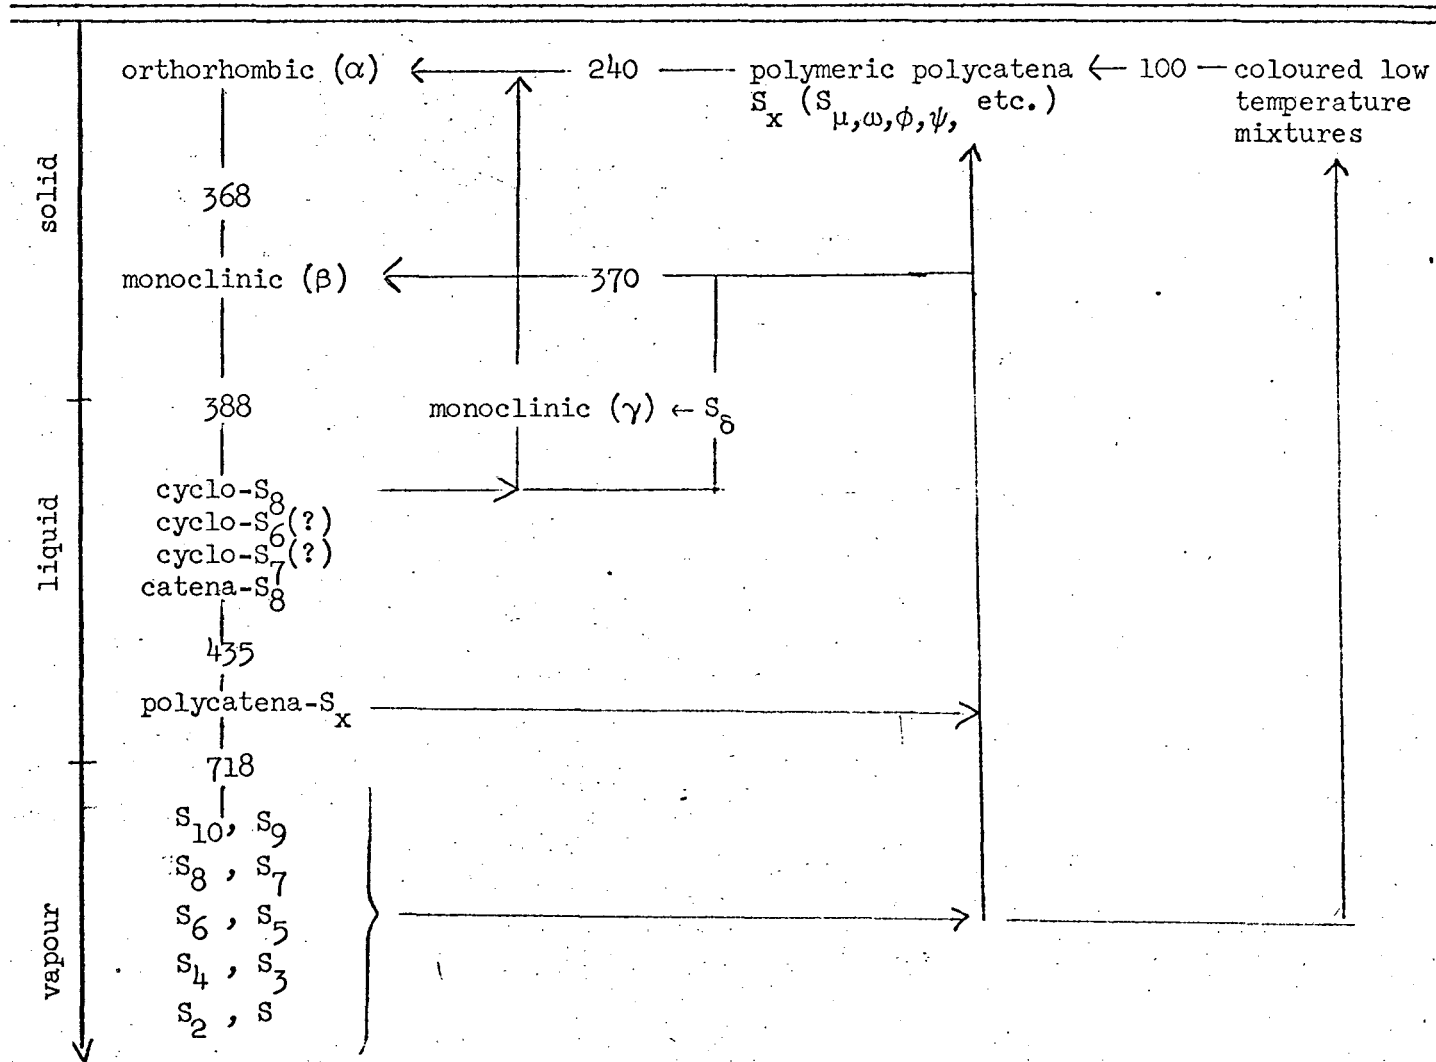 orthorhombic (α) ← 240 — polymeric polycatena ← 100 — coloured low
S_x (S_μ,ω,φ,ψ, etc.) temperature
mixtures
solid
368
monoclinic (β) ← 370
388 monoclinic (γ) ← S_δ
liquid
cyclo-S_8
cyclo-S_6(?)
cyclo-S_7(?)
catena-S_8
435
polycatena-S_x
718
vapour
S_10, S_9
S_8 , S_7
S_6 , S_5
S_4 , S_3
S_2 , S